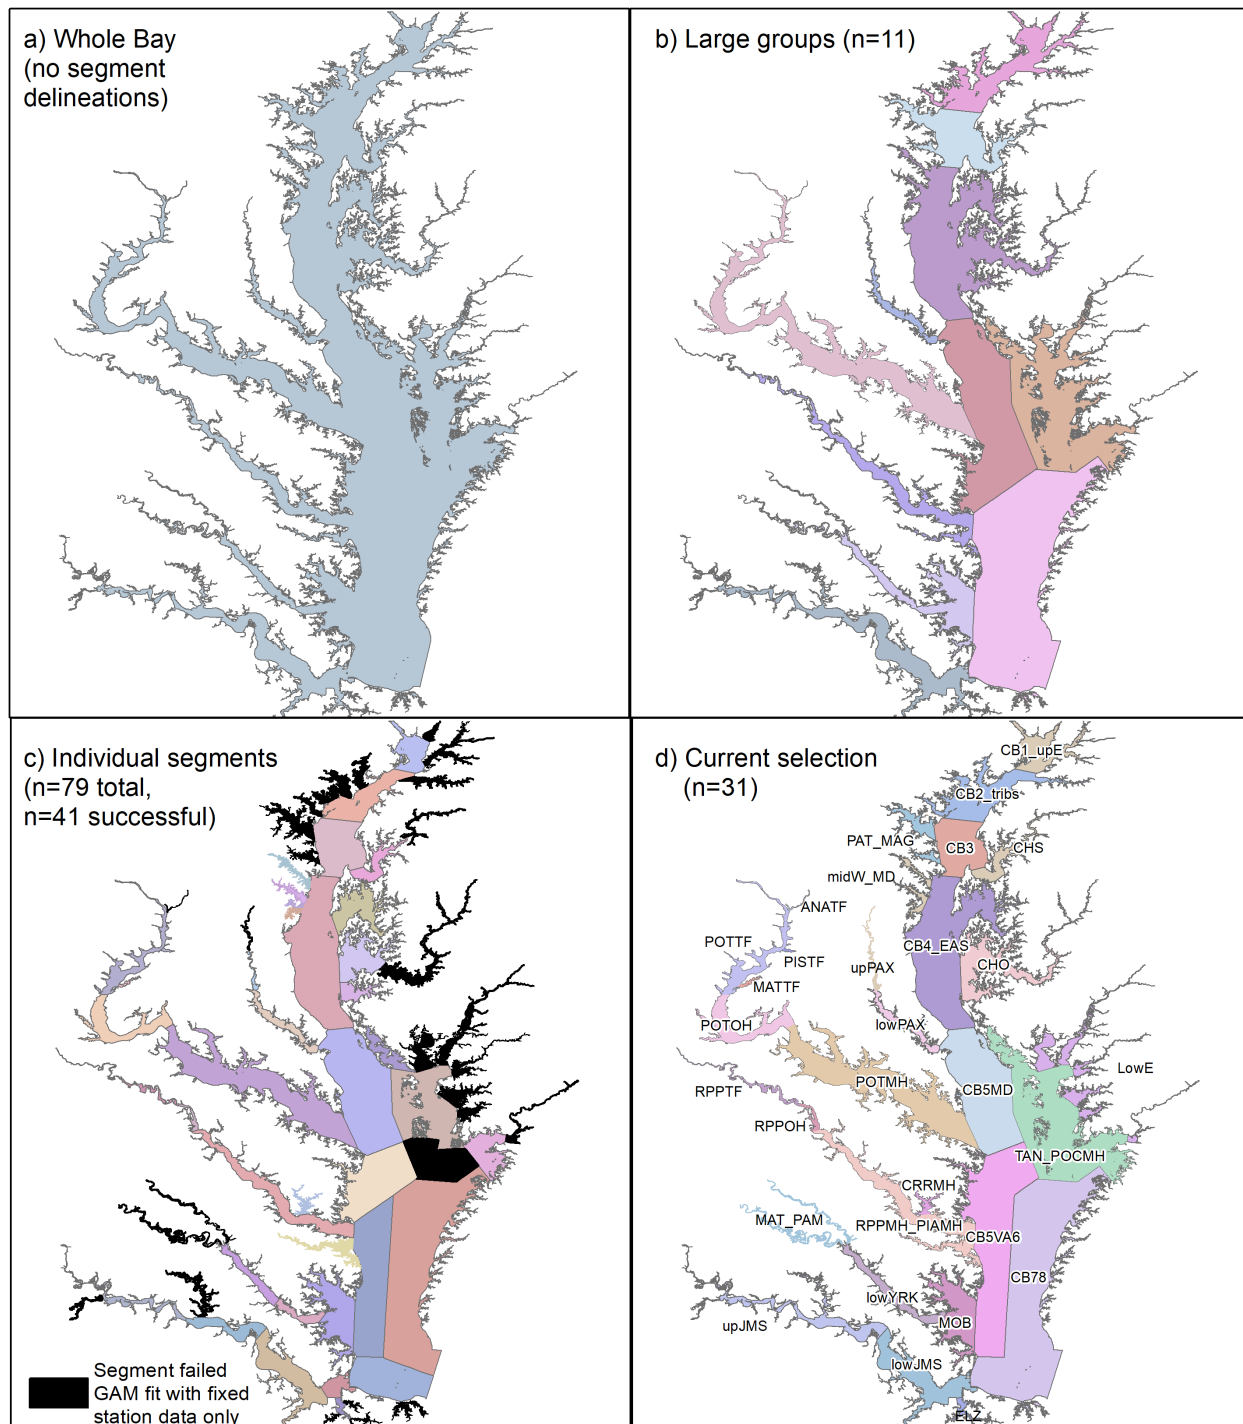 a) Whole Bay
(no segment
delineations)
b) Large groups (n=11)
c) Individual segments
(n=79 total,
n=41 successful)
Segment failed
GAM fit with fixed
station data only
d) Current selection
(n=31)
CB1_upE
CB2_tribs
PAT_MAG
CB3
CHS
midW_MD
ANATF
POTTF
CB4_EAS
PISTF
upPAX
CHO
MATTF
POTOH
lowPAX
LowE
POTMH
CB5MD
RPPTF
RPPOH
TAN_POCMH
CRRMH
MAT_PAM
RPPMH_PIAMH
CB5VA6
CB78
lowYRK
upJMS
MOB
lowJMS
ELZ